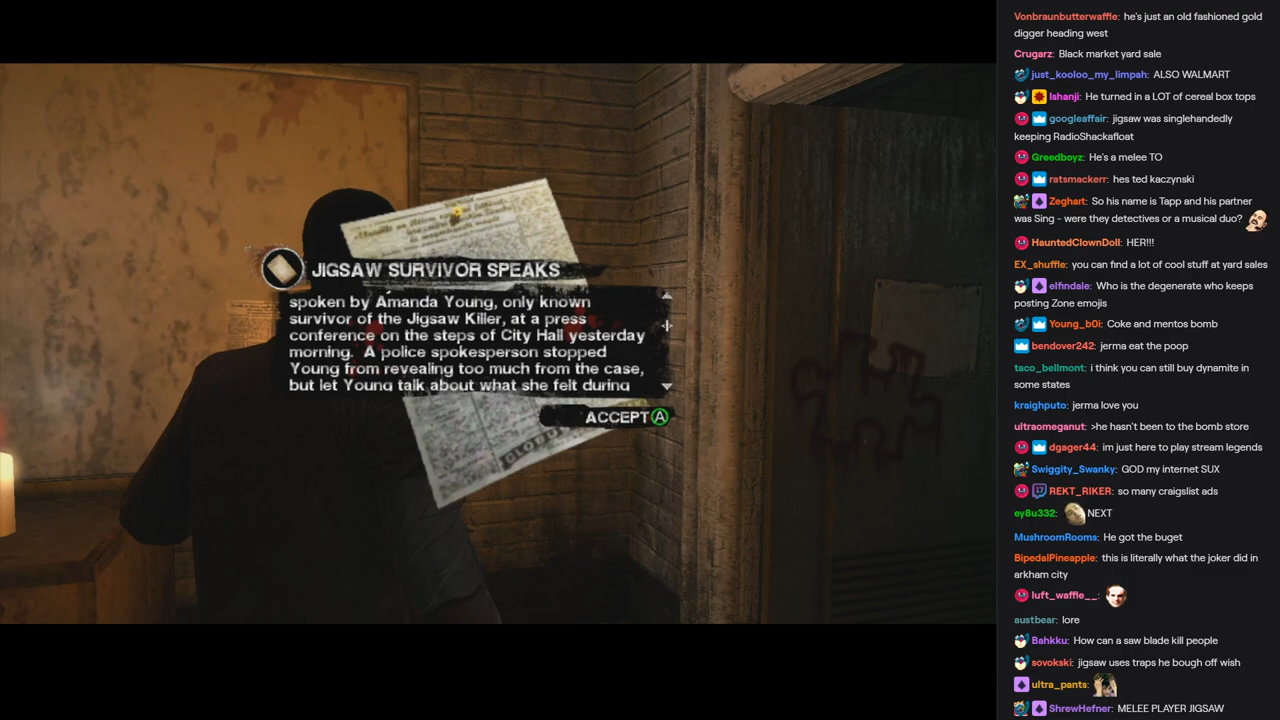 JIGSAW SURVIVOR SPEAKS
spoken by Amanda Young, only known
survivor of the Jigsaw Killer, at a press
conference on the steps of City Hall yesterday
morning. A police spokesperson stopped
Young from revealing too much from the case,
but let Young talk about what she felt during
ACCEPT A
GLOBE
Vonbraunbutterwaffle: he's just an old fashioned gold
digger heading west
Crugarz: Black market yard sale
just_kooloo_my_limpah: ALSO WALMART
Ishanji: He turned in a LOT of cereal box tops
googleaffair: jigsaw was singlehandedly
keeping RadioShackafloat
Greedboyz: He's a melee TO
ratsmackerr: hes ted kaczynski
Zeghart: So his name is Tapp and his partner
was Sing - were they detectives or a musical duo?
HauntedClownDoll: HER!!!
EX_shuffle: you can find a lot of cool stuff at yard sales
elfindale: Who is the degenerate who keeps
posting Zone emojis
Young_b0i: Coke and mentos bomb
bendover242: jerma eat the poop
taco_bellmont: i think you can still buy dynamite in
some states
kraighputo: jerma love you
ultraomeganut: >he hasn't been to the bomb store
dgager44: im just here to play stream legends
Swiggity_Swanky: GOD my internet SUX
REKT_RIKER: so many craigslist ads
ey8u332: NEXT
MushroomRooms: He got the buget
BipedalPineapple: this is literally what the joker did in
arkham city
luft_waffle__:
austbear: lore
Bahkku: How can a saw blade kill people
sovokski: jigsaw uses traps he bough off wish
ultra_pants:
ShrewHefner: MELEE PLAYER JIGSAW